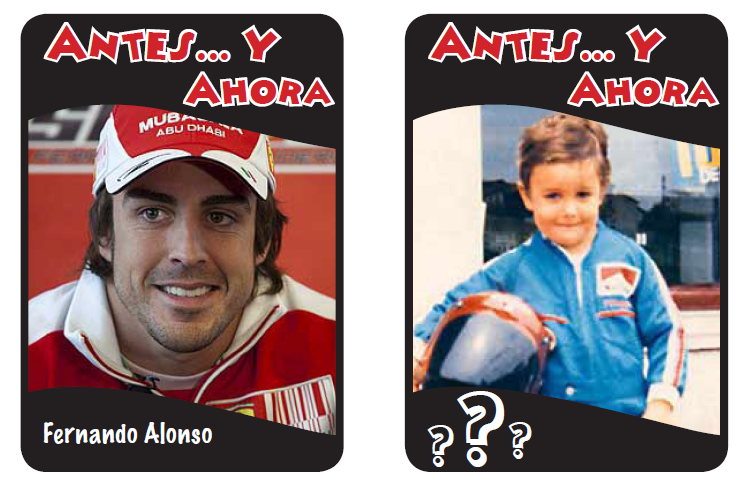 ANTES... Y
AHORA
MUBADALA
ABU DHABI
Fernando Alonso
ANTES... Y
AHORA
? ? ?